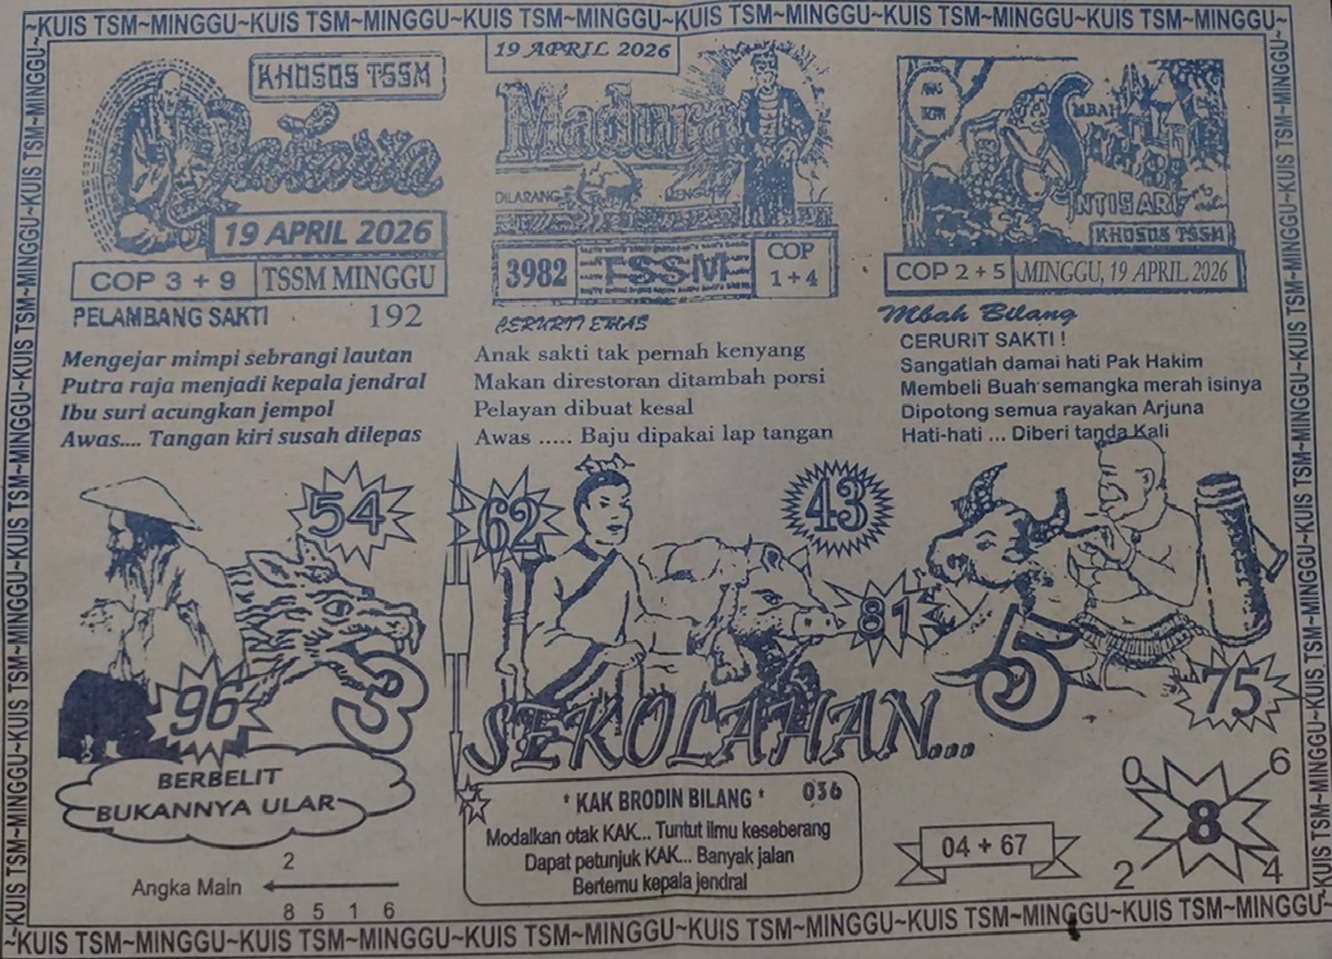 ~KUIS TSM~MINGGU~KUIS TSM~MINGGU~KUIS TSM~MINGGU~KUIS TSM~MINGGU~KUIS TSM~MINGGU~KUIS TSM~MINGGU~
KHUSUS TSSM
19 APRIL 2026
COP 3 + 9
TSSM MINGGU
PELAMBANG SAKTI
192
Mengejar mimpi sebrangi lautan
Putra raja menjadi kepala jendral
Ibu suri acungkan jempol
Awas.... Tangan kiri susah dilepas
54
96
3
BERBELIT
BUKANNYA ULAR
2
Angka Main
8 5 1 6
19 APRIL 2026
Madura
DILARANG
3982
TSSM
COP
1 + 4
CERURIT EMAS
Anak sakti tak pernah kenyang
Makan direstoran ditambah porsi
Pelayan dibuat kesal
Awas ..... Baju dipakai lap tangan
62
43
81
SEKOLAHAN...
* KAK BRODIN BILANG *
036
Modalkan otak KAK... Tuntut ilmu keseberang
Dapat petunjuk KAK... Banyak jalan
Bertemu kepala jendral
KHUSUS TSSM
COP 2 + 5
MINGGU, 19 APRIL 2026
Mbah Bilang
CERURIT SAKTI !
Sangatlah damai hati Pak Hakim
Membeli Buah semangka merah isinya
Dipotong semua rayakan Arjuna
Hati-hati ... Diberi tanda Kali
5
75
04 + 67
0
6
8
2
4
~KUIS TSM~MINGGU~KUIS TSM~MINGGU~KUIS TSM~MINGGU~KUIS TSM~MINGGU~KUIS TSM~MINGGU~KUIS TSM~MINGGU~